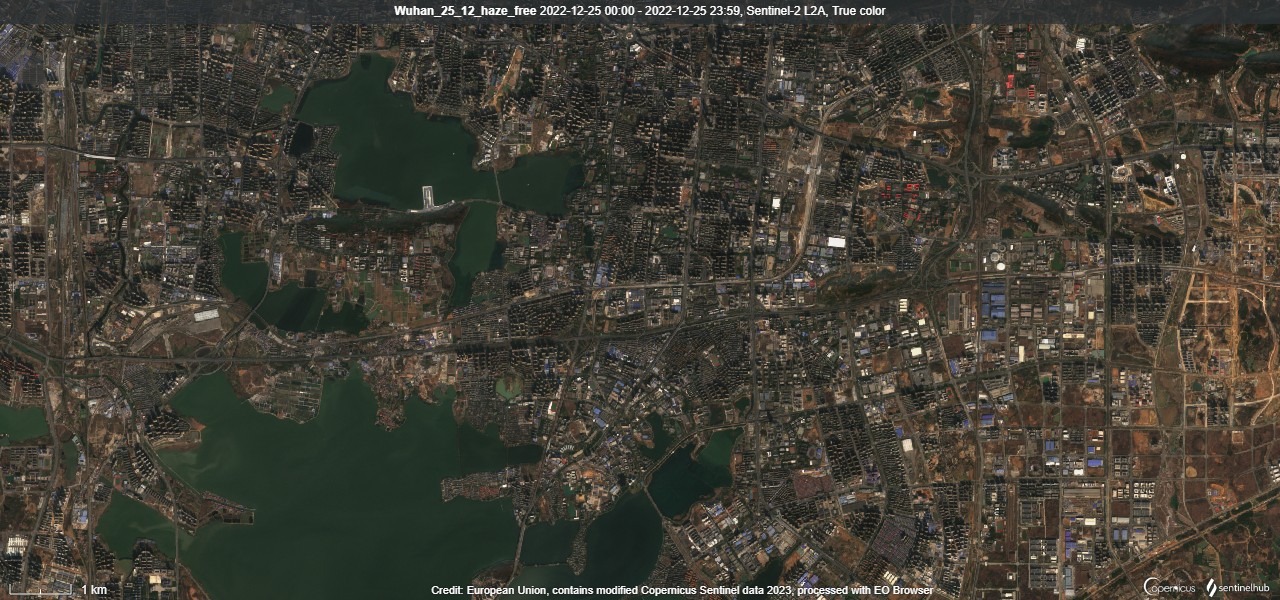 Wuhan_25_12_haze_free 2022-12-25 00:00 - 2022-12-25 23:59, Sentinel-2 L2A, True color
1 km
Credit: European Union, contains modified Copernicus Sentinel data 2023, processed with EO Browser
opernicus
sentinelhub